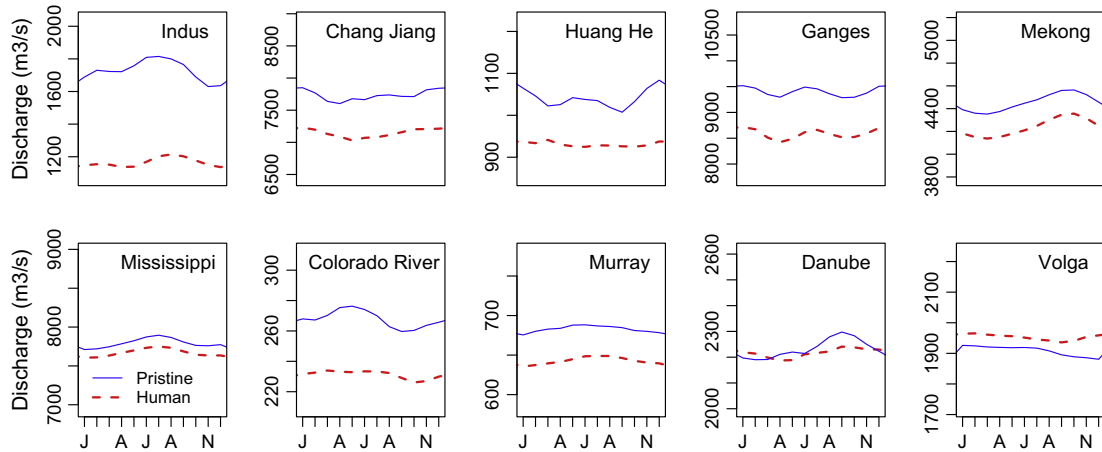 Discharge (m3/s)
1200 1600 2000
Indus
6500 7500 8500
Chang Jiang
900 1100
Huang He
8000 9000 10500
Ganges
3800 4400 5000
Mekong
Discharge (m3/s)
7000 8000 9000
Mississippi
Pristine
Human
J A J A N
220 260 300
Colorado River
J A J A N
600 700
Murray
J A J A N
2000 2300 2600
Danube
J A J A N
1700 1900 2100
Volga
J A J A N